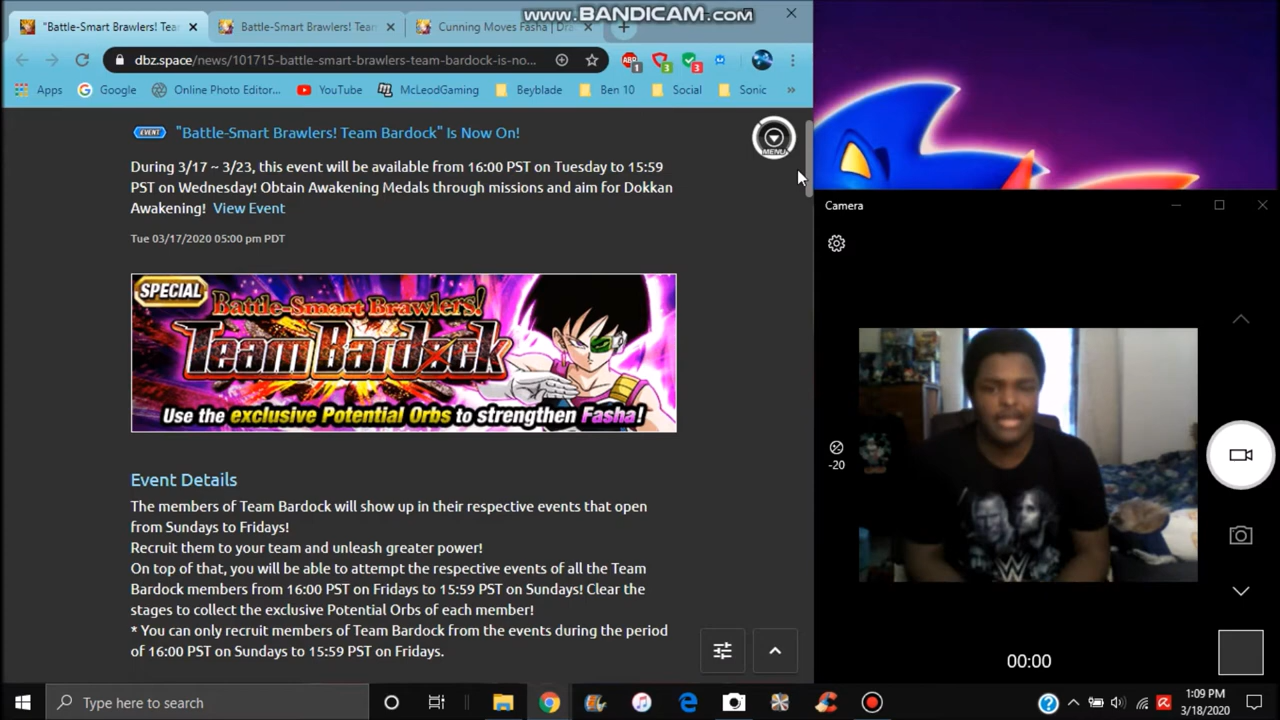 www.BANDICAM.com
"Battle-Smart Brawlers! Tea
Battle-Smart Brawlers! Team
Cunning Moves Fasha | Dra
dbz.space/news/101715-battle-smart-brawlers-team-bardock-is-no...
ABP
1
3
3
Apps
Google
Online Photo Editor...
YouTube
McLeodGaming
Beyblade
Ben 10
Social
Sonic
»
EVENT
"Battle-Smart Brawlers! Team Bardock" Is Now On!
MENU
During 3/17 ~ 3/23, this event will be available from 16:00 PST on Tuesday to 15:59
PST on Wednesday! Obtain Awakening Medals through missions and aim for Dokkan
Awakening! View Event
Tue 03/17/2020 05:00 pm PDT
SPECIAL
Battle-Smart Brawlers!
Team Bardock
Use the exclusive Potential Orbs to strengthen Fasha!
Event Details
The members of Team Bardock will show up in their respective events that open
from Sundays to Fridays!
Recruit them to your team and unleash greater power!
On top of that, you will be able to attempt the respective events of all the Team
Bardock members from 16:00 PST on Fridays to 15:59 PST on Sundays! Clear the
stages to collect the exclusive Potential Orbs of each member!
* You can only recruit members of Team Bardock from the events during the period
of 16:00 PST on Sundays to 15:59 PST on Fridays.
Camera
-20
W
00:00
Type here to search
1:09 PM
3/18/2020